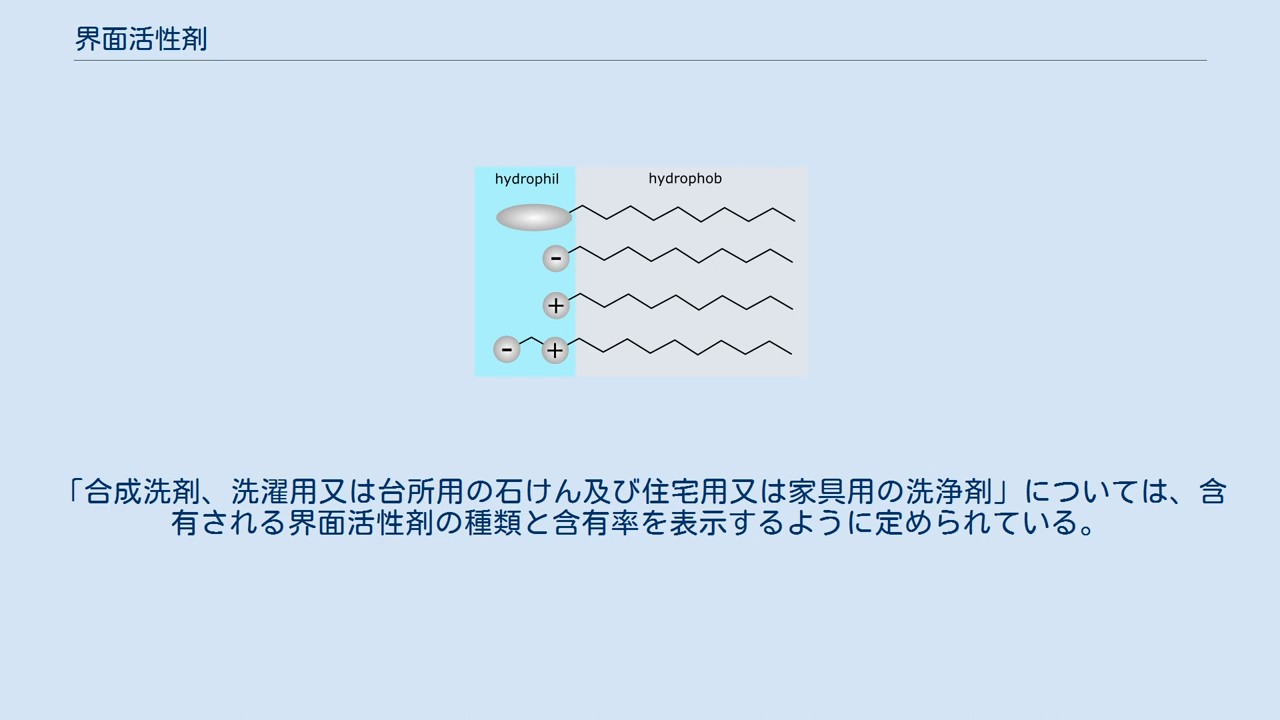 界面活性剤
hydrophil hydrophob
-
+
- +
「合成洗剤、洗濯用又は台所用の石けん及び住宅用又は家具用の洗浄剤」については、含
有される界面活性剤の種類と含有率を表示するように定められている。